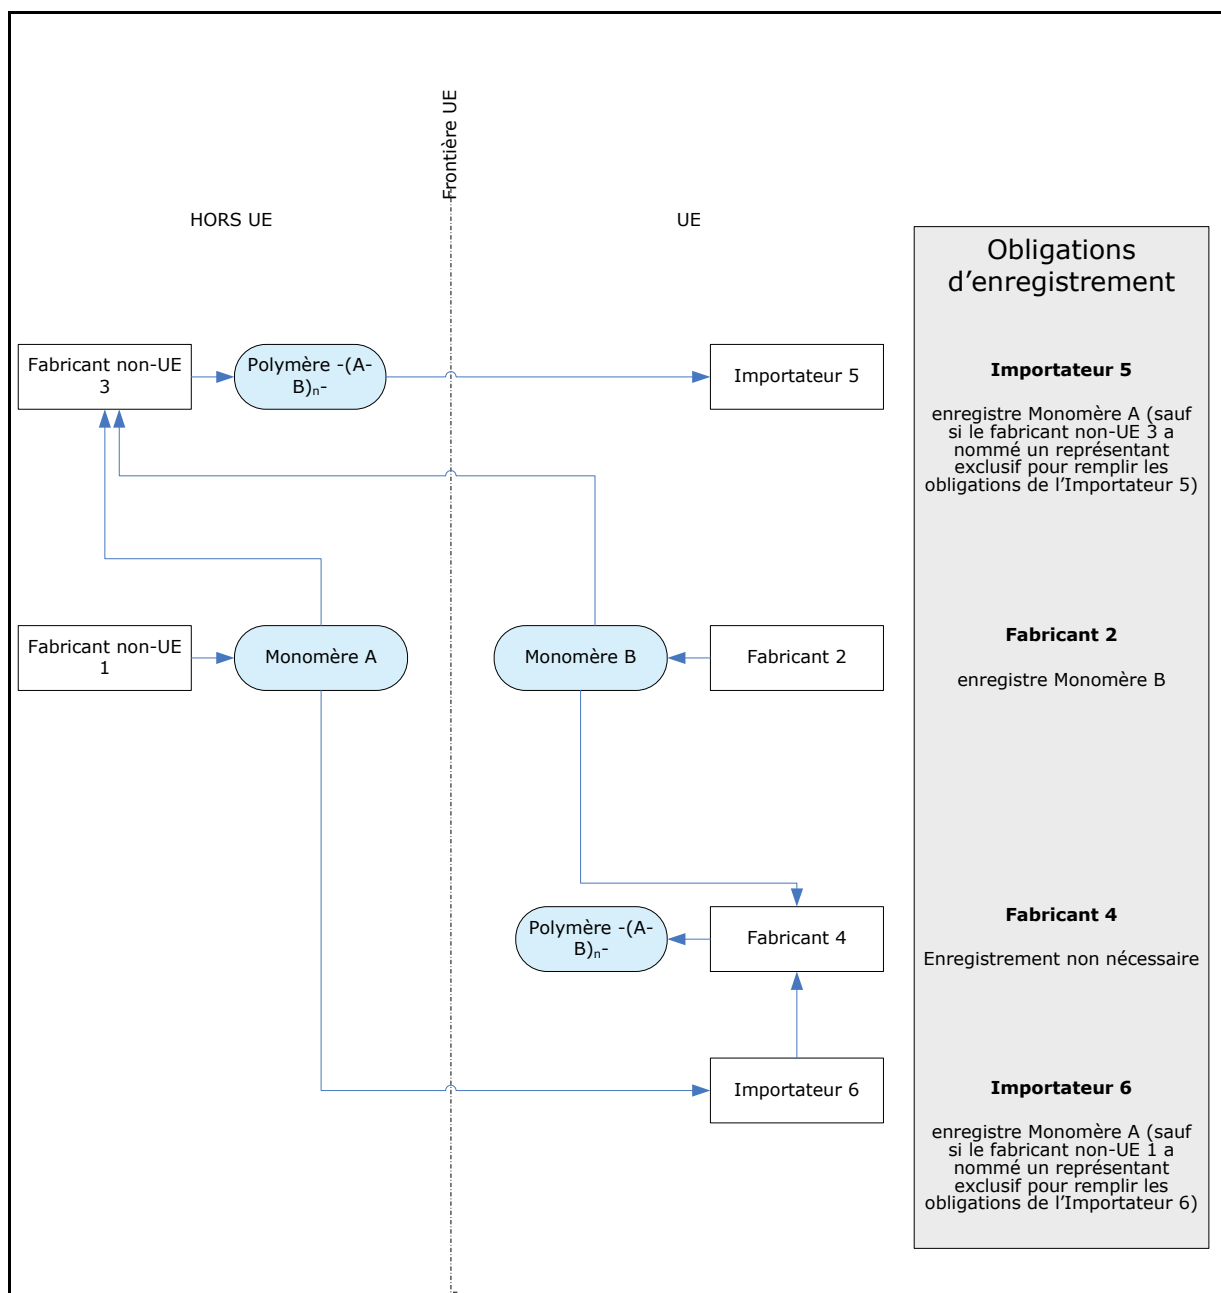 Frontière UE
HORS UE
UE
Obligations
d’enregistrement
Fabricant non-UE
3
Polymère -(A-
B)n-
Importateur 5
Importateur 5
enregistre Monomère A (sauf
si le fabricant non-UE 3 a
nommé un représentant
exclusif pour remplir les
obligations de l’Importateur 5)
Fabricant non-UE
1
Monomère A
Monomère B
Fabricant 2
Fabricant 2
enregistre Monomère B
Polymère -(A-
B)n-
Fabricant 4
Fabricant 4
Enregistrement non nécessaire
Importateur 6
Importateur 6
enregistre Monomère A (sauf
si le fabricant non-UE 1 a
nommé un représentant
exclusif pour remplir les
obligations de l’Importateur 6)